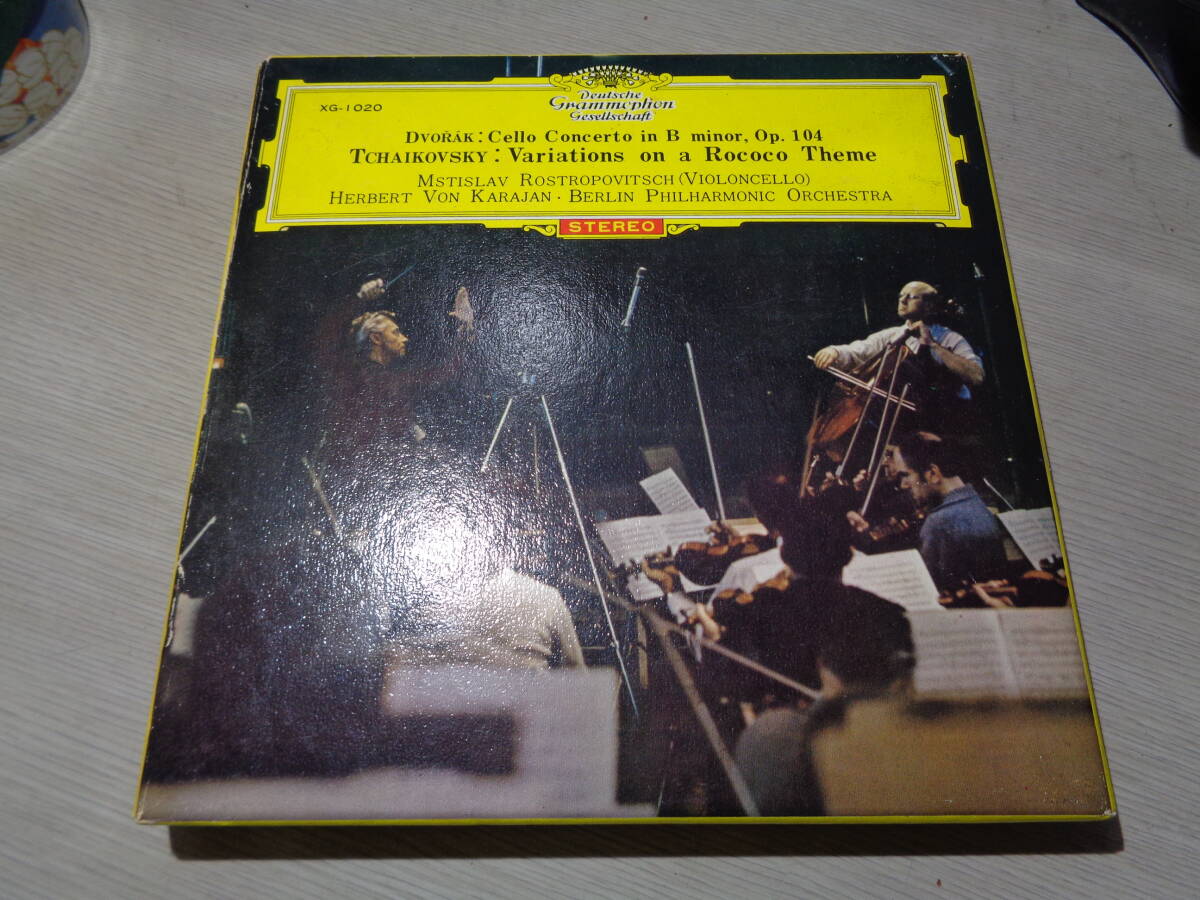 Deutsche
Grammophon
Gesellschaft
XG-1020
DVOŘÁK: Cello Concerto in B minor, Op. 104
TCHAIKOVSKY: Variations on a Rococo Theme
MSTISLAV ROSTROPOVITSCH (VIOLONCELLO)
HERBERT VON KARAJAN · BERLIN PHILHARMONIC ORCHESTRA
STEREO